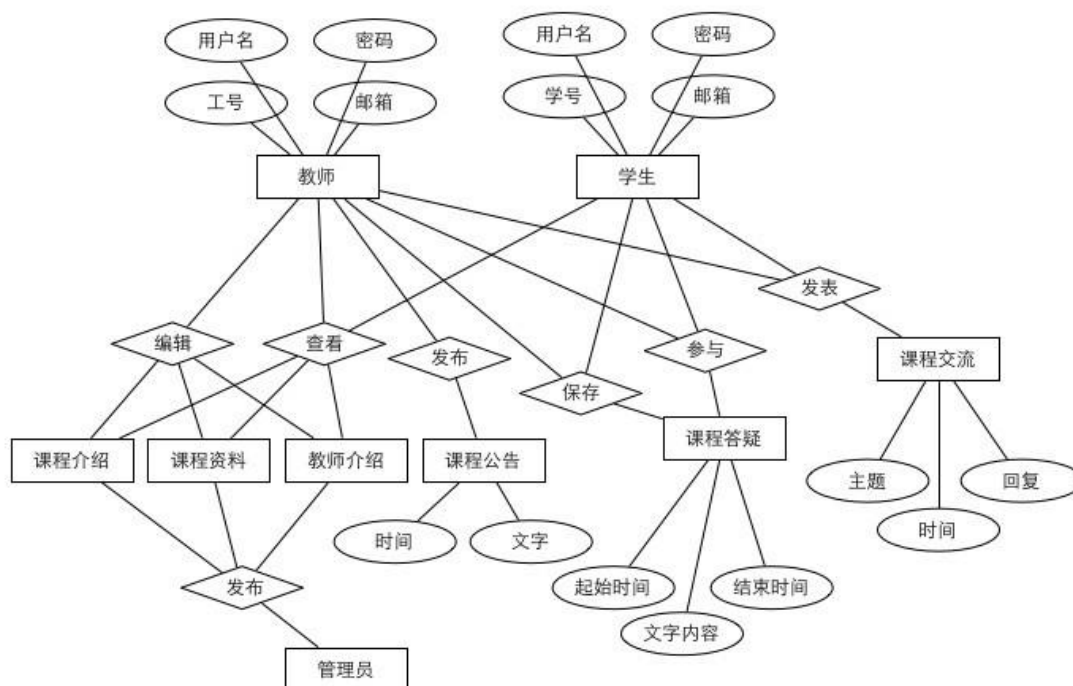 用户名
密码
用户名
密码
工号
邮箱
学号
邮箱
教师
学生
发表
编辑
查看
发布
参与
课程交流
保存
课程答疑
课程介绍
课程资料
教师介绍
课程公告
主题
回复
时间
时间
文字
发布
起始时间
结束时间
文字内容
管理员